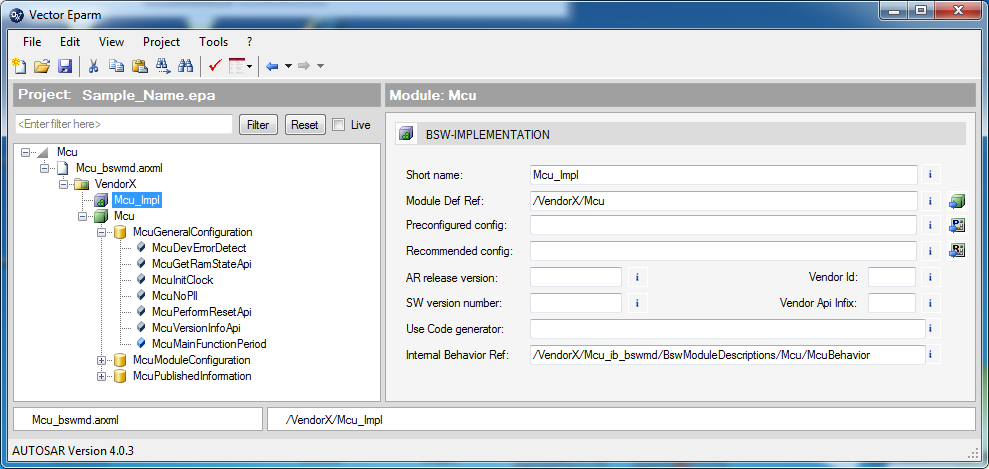 Vector Eparm
File Edit View Project Tools ?
Project: Sample_Name.epa
Module: Mcu
<Enter filter here> Filter Reset Live
BSW-IMPLEMENTATION
Mcu
Mcu_bswmd.arxml
VendorX
Mcu_Impl
Mcu
McuGeneralConfiguration
McuDevErrorDetect
McuGetRamStateApi
McuInitClock
McuNoPll
McuPerformResetApi
McuVersionInfoApi
McuMainFunctionPeriod
McuModuleConfiguration
McuPublishedInformation
Short name: Mcu_Impl i
Module Def Ref: /VendorX/Mcu i
Preconfigured config: i P
Recommended config: i R
AR release version: i Vendor Id: i
SW version number: i Vendor Api Infix: i
Use Code generator: i
Internal Behavior Ref: /VendorX/Mcu_ib_bswmd/BswModuleDescriptions/Mcu/McuBehavior i
Mcu_bswmd.arxml /VendorX/Mcu_Impl
AUTOSAR Version 4.0.3